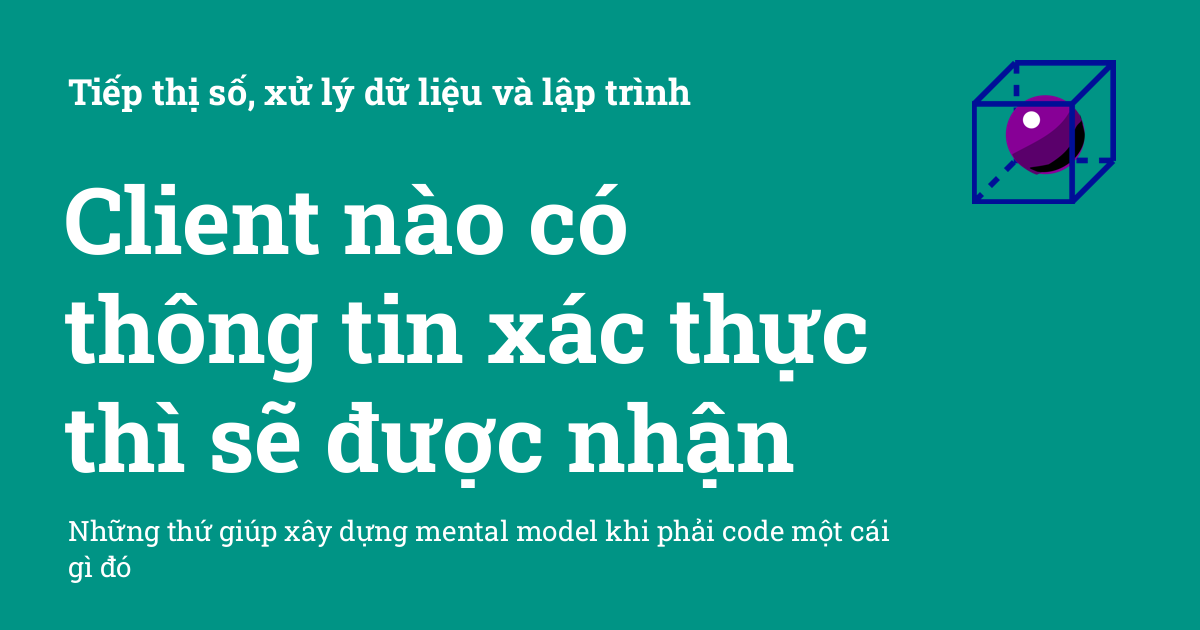 Tiếp thị số, xử lý dữ liệu và lập trình
Client nào có
thông tin xác thực
thì sẽ được nhận
Những thứ giúp xây dựng mental model khi phải code một cái
gì đó